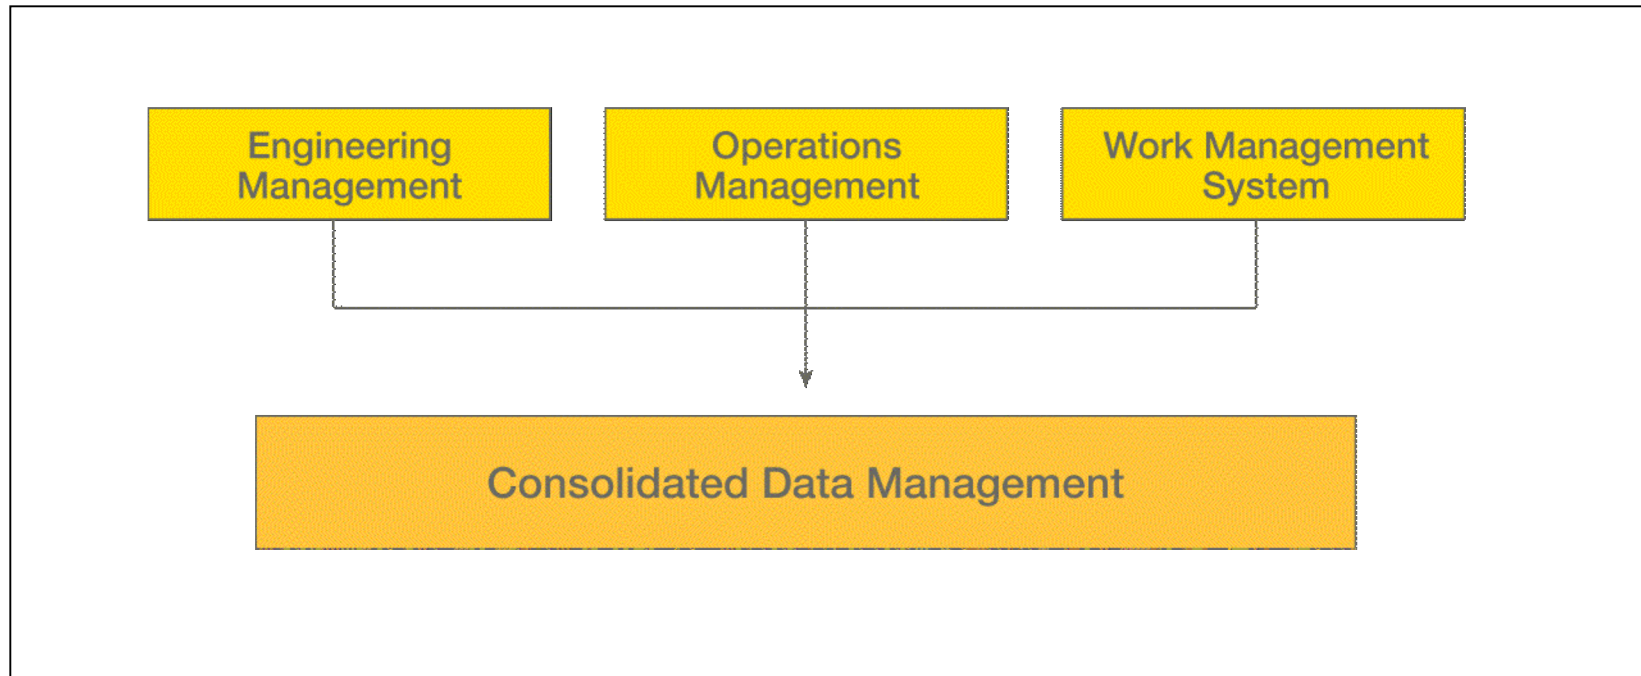 Engineering
Management
Operations
Management
Work Management
System
Consolidated Data Management